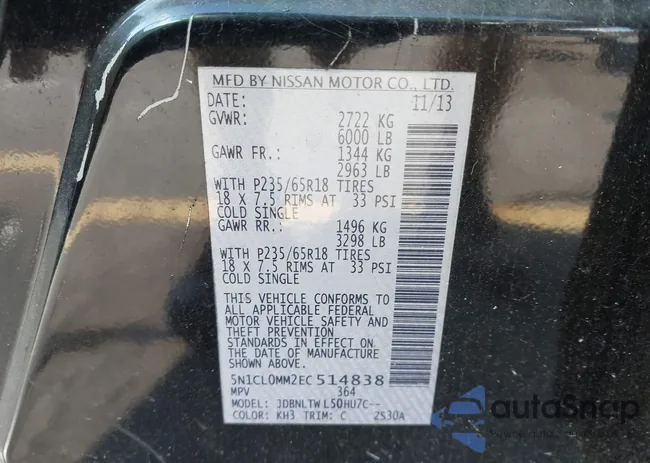 MFD BY NISSAN MOTOR CO., LTD.
DATE: 11/13
GVWR: 2722 KG
6000 LB
GAWR FR.: 1344 KG
2963 LB
WITH P235/65R18 TIRES
18 X 7.5 RIMS AT 33 PSI
COLD SINGLE
GAWR RR.: 1496 KG
3298 LB
WITH P235/65R18 TIRES
18 X 7.5 RIMS AT 33 PSI
COLD SINGLE
THIS VEHICLE CONFORMS TO
ALL APPLICABLE FEDERAL
MOTOR VEHICLE SAFETY AND
THEFT PREVENTION
STANDARDS IN EFFECT ON
THE DATE OF MANUFACTURE
SHOWN ABOVE.
5N1CL0MM2EC514838
MPV 364
MODEL: JDBNLTWL50HU7C--
COLOR: KH3 TRIM: C ZS30A
autoSnap